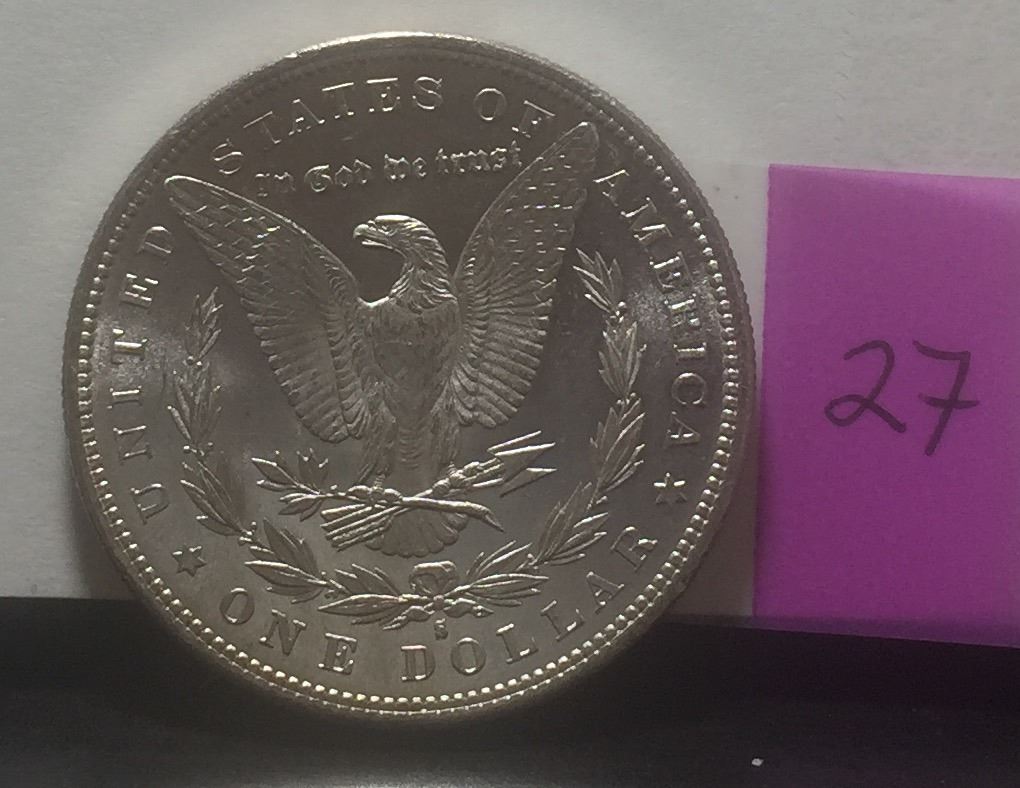 UNITED STATES OF AMERICA
In God we trust
S
★ ONE DOLLAR ★
27